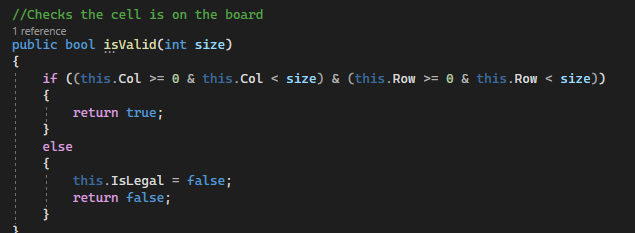 //Checks the cell is on the board
1 reference
public bool isValid(int size)
{
if ((this.Col >= 0 & this.Col < size) & (this.Row >= 0 & this.Row < size))
{
return true;
}
else
{
this.IsLegal = false;
return false;
}
}